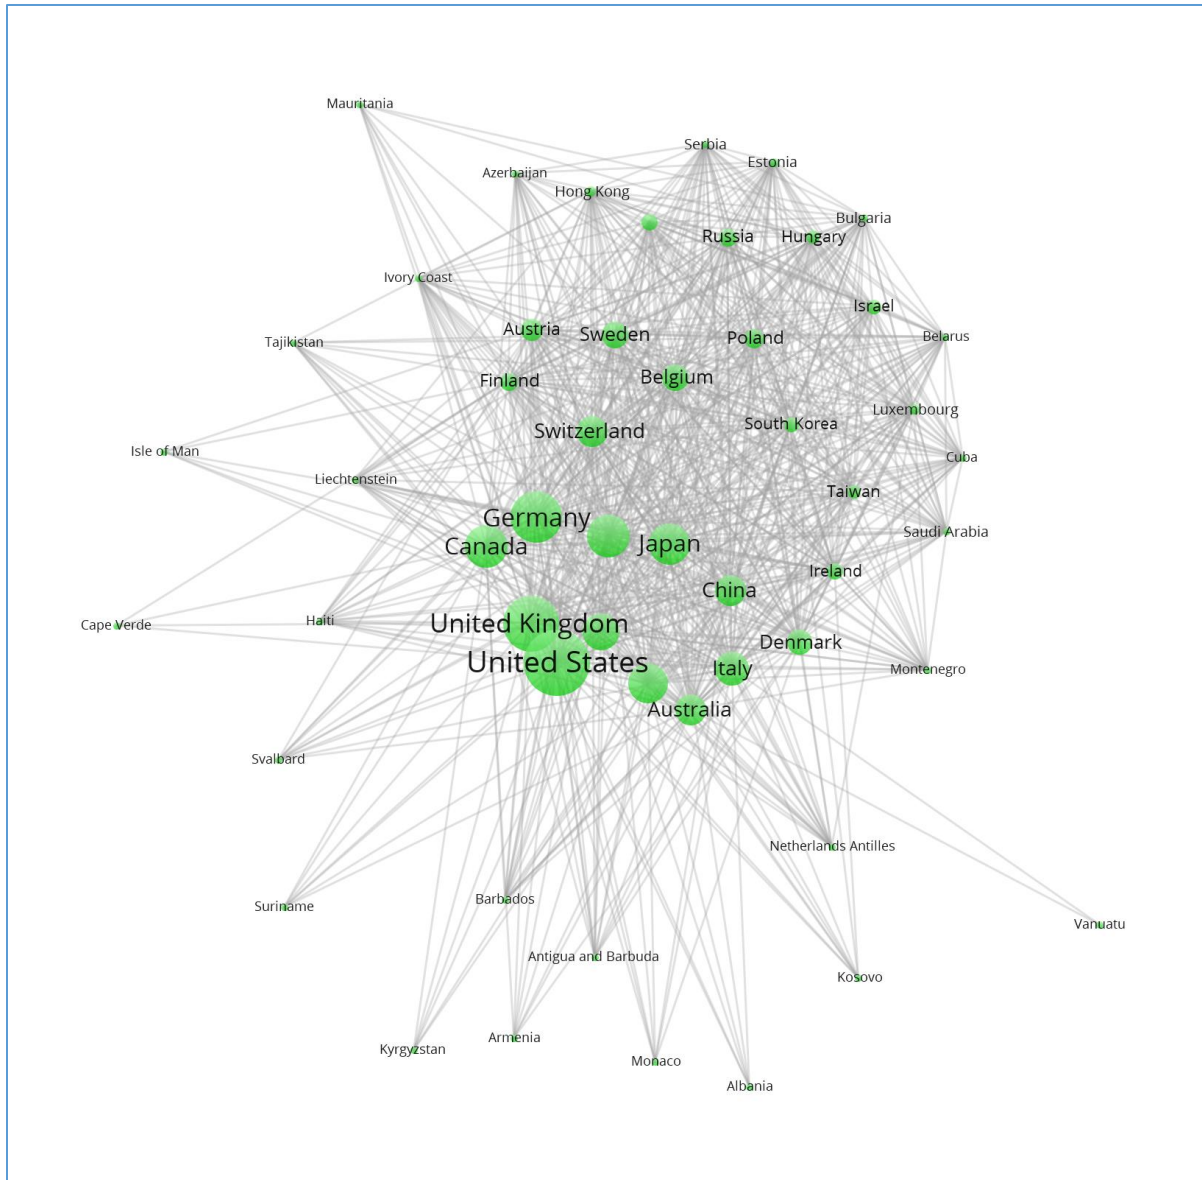 Mauritania
Serbia
Estonia
Azerbaijan
Hong Kong
Bulgaria
Russia
Hungary
Ivory Coast
Israel
Austria
Sweden
Poland
Belarus
Tajikistan
Belgium
Finland
Luxembourg
South Korea
Switzerland
Isle of Man
Cuba
Liechtenstein
Taiwan
Germany
Saudi Arabia
Canada
Japan
Ireland
China
Haiti
United Kingdom
Cape Verde
Denmark
United States
Italy
Montenegro
Australia
Svalbard
Netherlands Antilles
Barbados
Suriname
Vanuatu
Antigua and Barbuda
Kosovo
Armenia
Kyrgyzstan
Monaco
Albania